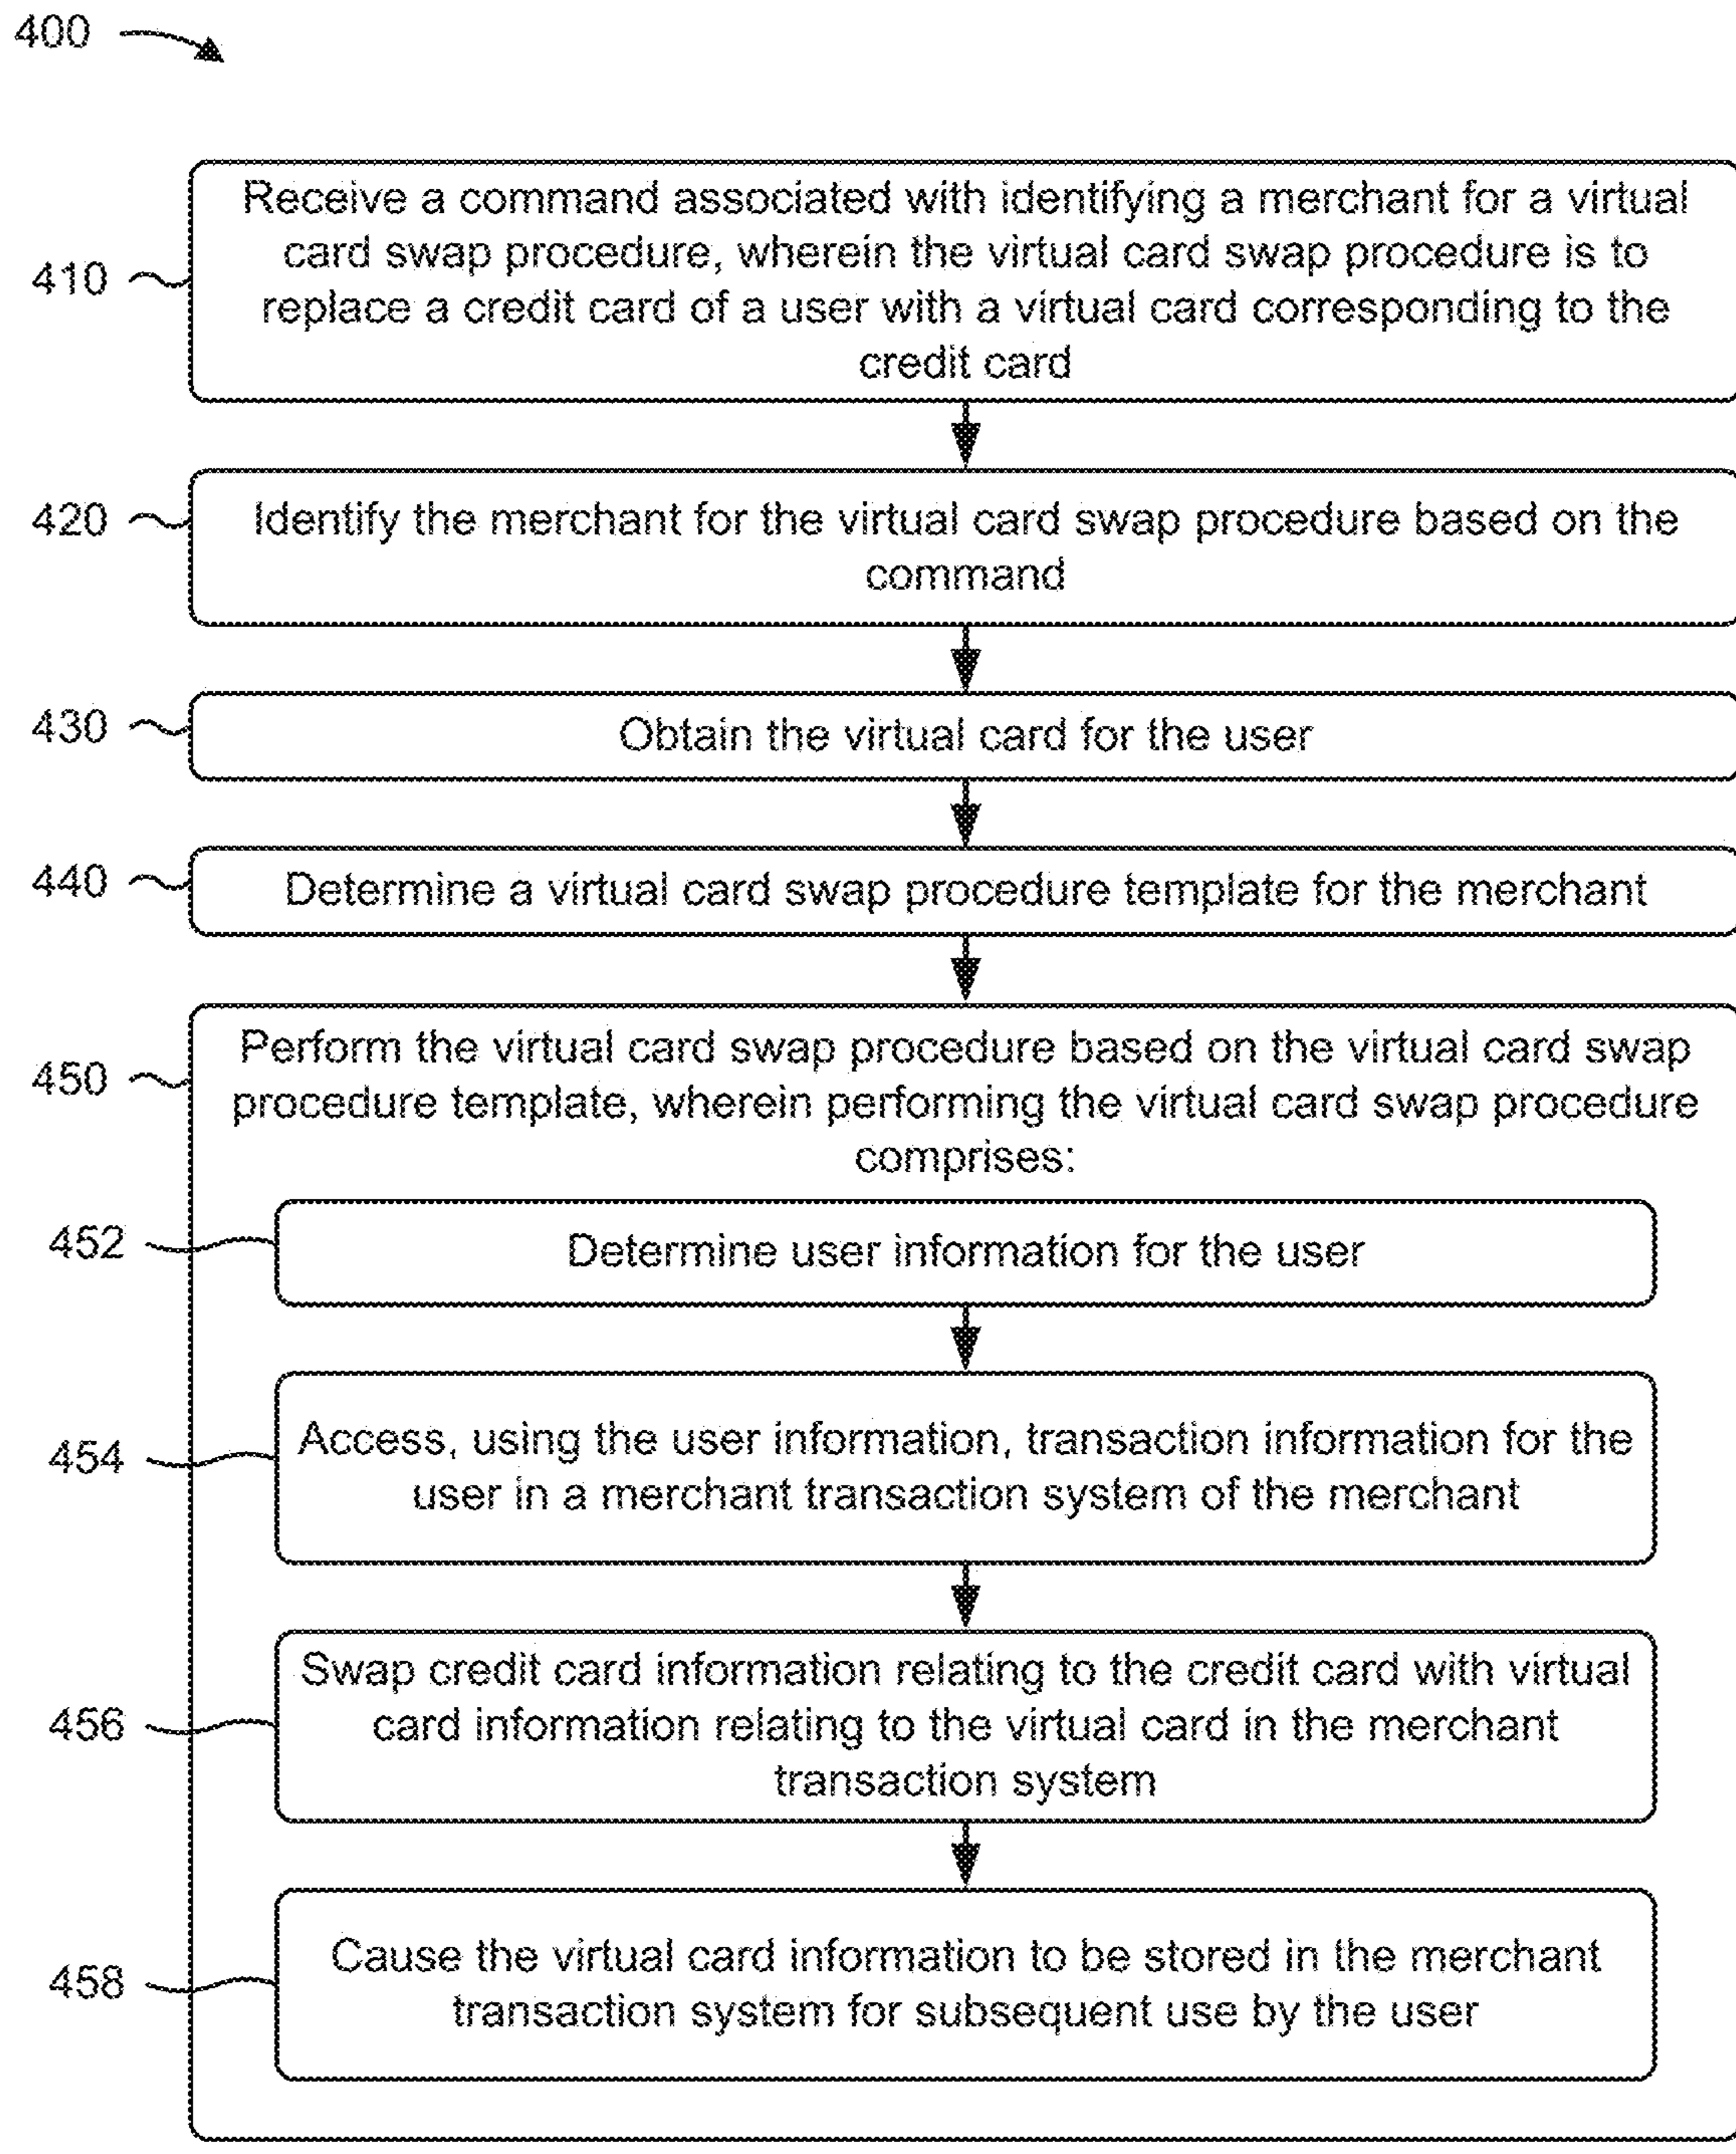 400
410
Receive a command associated with identifying a merchant for a virtual
card swap procedure, wherein the virtual card swap procedure is to
replace a credit card of a user with a virtual card corresponding to the
credit card
420
Identify the merchant for the virtual card swap procedure based on the
command
430
Obtain the virtual card for the user
440
Determine a virtual card swap procedure template for the merchant
450
Perform the virtual card swap procedure based on the virtual card swap
procedure template, wherein performing the virtual card swap procedure
comprises:
452
Determine user information for the user
454
Access, using the user information, transaction information for the
user in a merchant transaction system of the merchant
456
Swap credit card information relating to the credit card with virtual
card information relating to the virtual card in the merchant
transaction system
458
Cause the virtual card information to be stored in the merchant
transaction system for subsequent use by the user